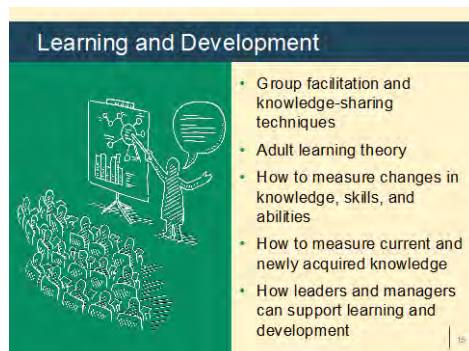 Learning and Development
• Group facilitation and
knowledge-sharing
techniques
• Adult learning theory
• How to measure changes in
knowledge, skills, and
abilities
• How to measure current and
newly acquired knowledge
• How leaders and managers
can support learning and
development
15